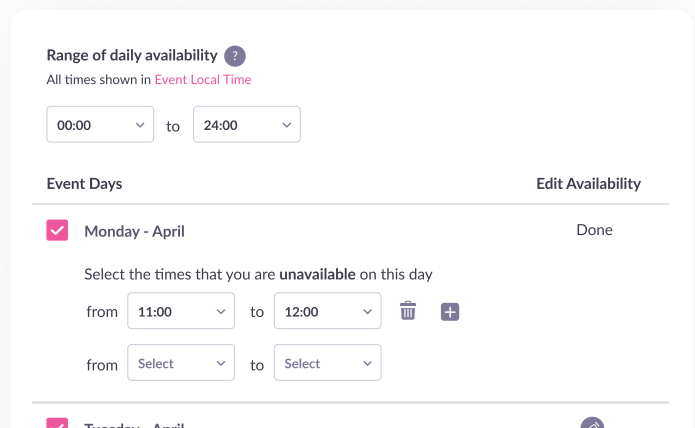 Range of daily availability ?
All times shown in Event Local Time
00:00 to 24:00
Event Days Edit Availability
Monday - April Done
Select the times that you are unavailable on this day
from 11:00 to 12:00
from Select to Select
Tuesday - April